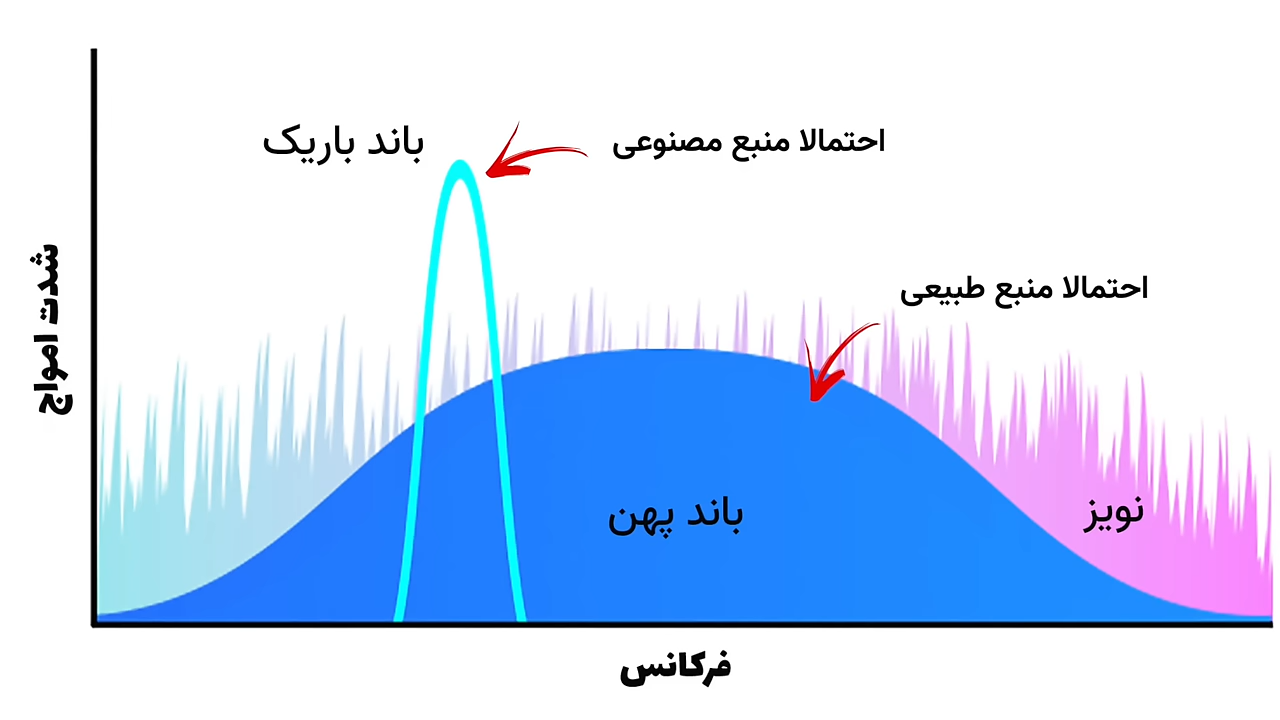 باند باریک
احتمالا منبع مصنوعی
احتمالا منبع طبیعی
شدت امواج
باند پهن
نویز
فرکانس